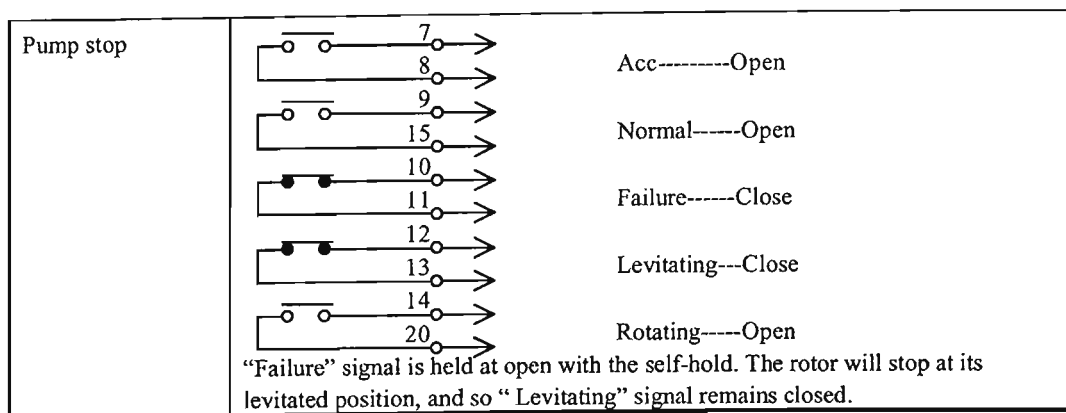 Pump stop
7
8
Acc---------Open
9
15
Normal------Open
10
11
Failure------Close
12
13
Levitating---Close
14
20
Rotating-----Open
“Failure” signal is held at open with the self-hold. The rotor will stop at its
levitated position, and so “ Levitating” signal remains closed.